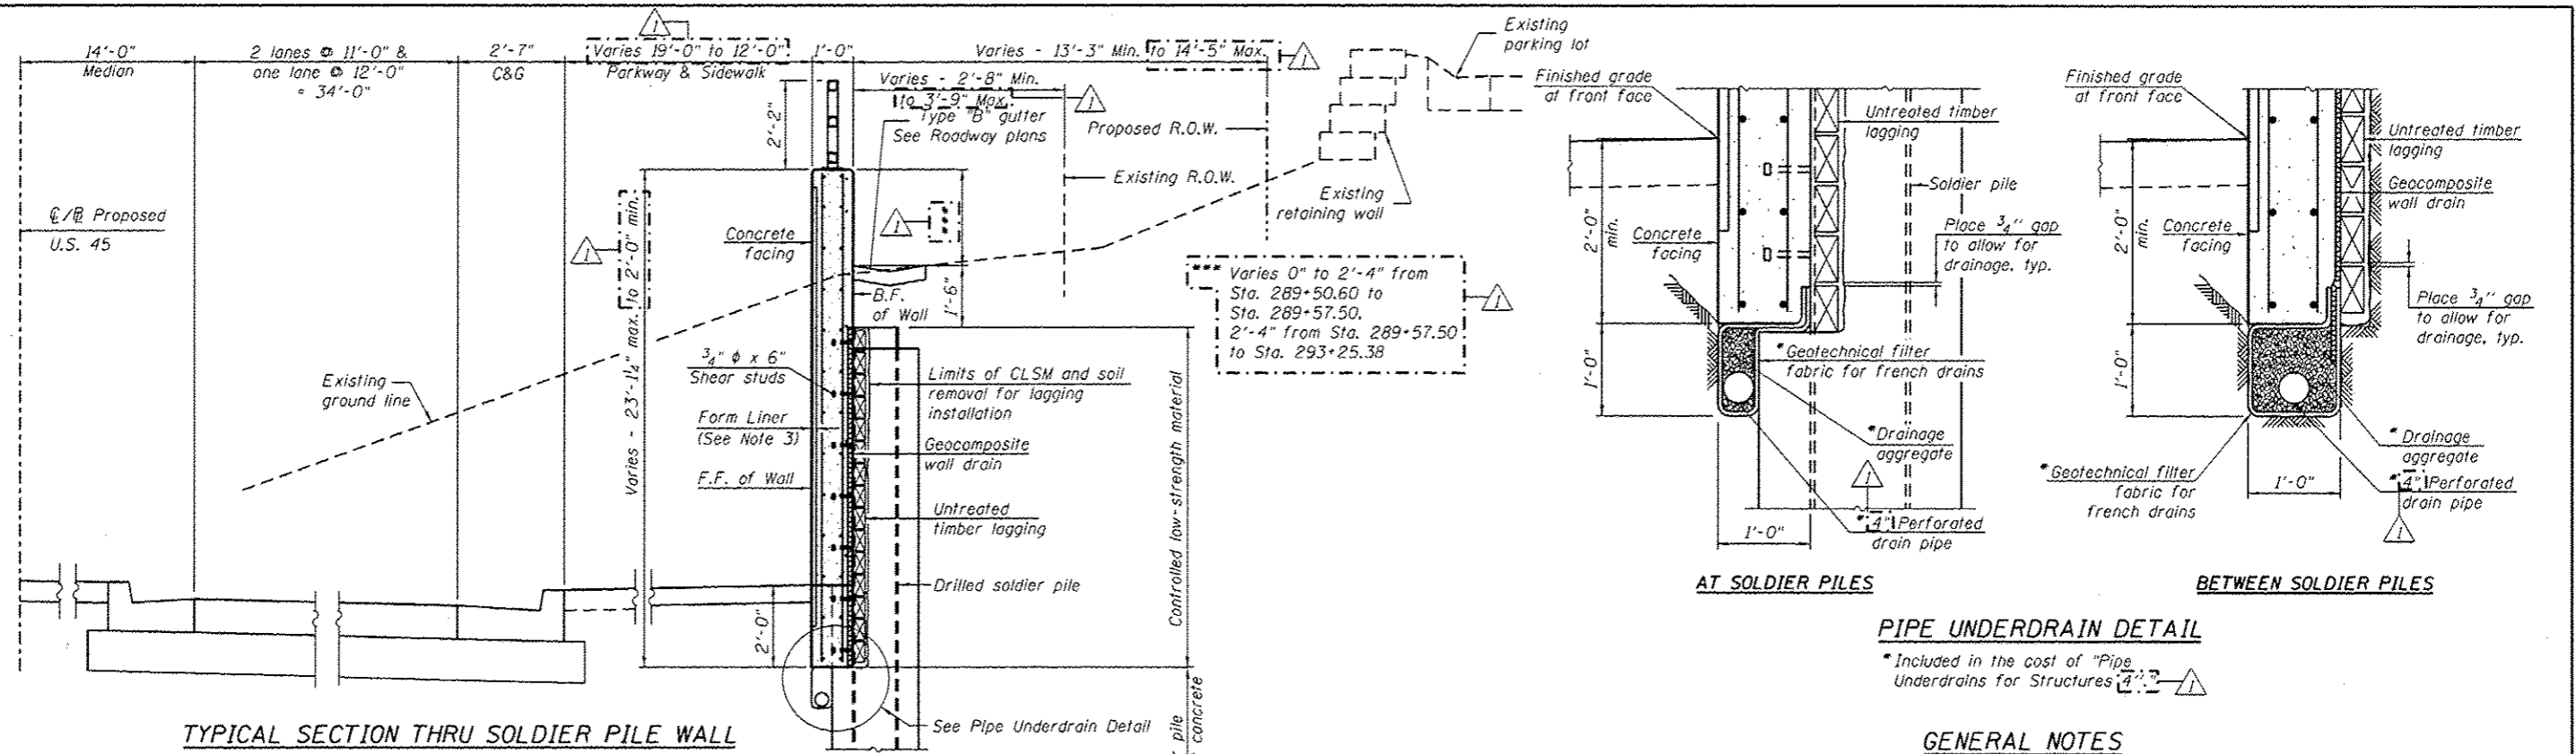 14'-0"
Median
2 lanes @ 11'-0" &
one lane @ 12'-0"
= 34'-0"
2'-7"
C&G
1
Varies 19'-0" to 12'-0"
Parkway & Sidewalk
1'-0"
Varies - 13'-3" Min. to 14'-5" Max.
1
Varies - 2'-8" Min.
to 3'-9" Max.
1
Type "B" gutter
See Roadway plans
2'-2"
Proposed R.O.W.
Existing R.O.W.
Existing
parking lot
Existing
retaining wall
℄/ Proposed
U.S. 45
1
Varies - 23'-1¼" max. to 2'-0" min.
Concrete
facing
1
***
1'-6"
B.F.
of Wall
*** Varies 0" to 2'-4" from
Sta. 289+50.60 to
Sta. 289+57.50.
2'-4" from Sta. 289+57.50
to Sta. 293+25.38
1
Existing
ground line
¾" ϕ x 6"
Shear studs
Form Liner
(See Note 3)
F.F. of Wall
Limits of CLSM and soil
removal for lagging
installation
Geocomposite
wall drain
Untreated
timber lagging
Drilled soldier pile
Controlled low-strength material
2'-0"
See Pipe Underdrain Detail
pile
concrete
TYPICAL SECTION THRU SOLDIER PILE WALL
Finished grade
at front face
Untreated timber
lagging
Soldier pile
2'-0"
min.
Concrete
facing
Place ¾" gap
to allow for
drainage, typ.
1'-0"
*Geotechnical filter
fabric for french drains
*Drainage
aggregate
1
*4" Perforated
drain pipe
1'-0"
AT SOLDIER PILES
Finished grade
at front face
Untreated timber
lagging
Geocomposite
wall drain
2'-0"
min.
Concrete
facing
Place ¾" gap
to allow for
drainage, typ.
1'-0"
*Drainage
aggregate
*Geotechnical filter
fabric for
french drains
1'-0"
*4" Perforated
drain pipe
1
BETWEEN SOLDIER PILES
PIPE UNDERDRAIN DETAIL
*Included in the cost of "Pipe
Underdrains for Structures 4"."
1
GENERAL NOTES